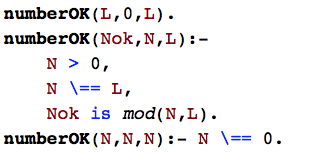 numberOK(L,0,L).
numberOK(Nok,N,L):-
    N > 0,
    N \== L,
    Nok is mod(N,L).
numberOK(N,N,N):- N \== 0.